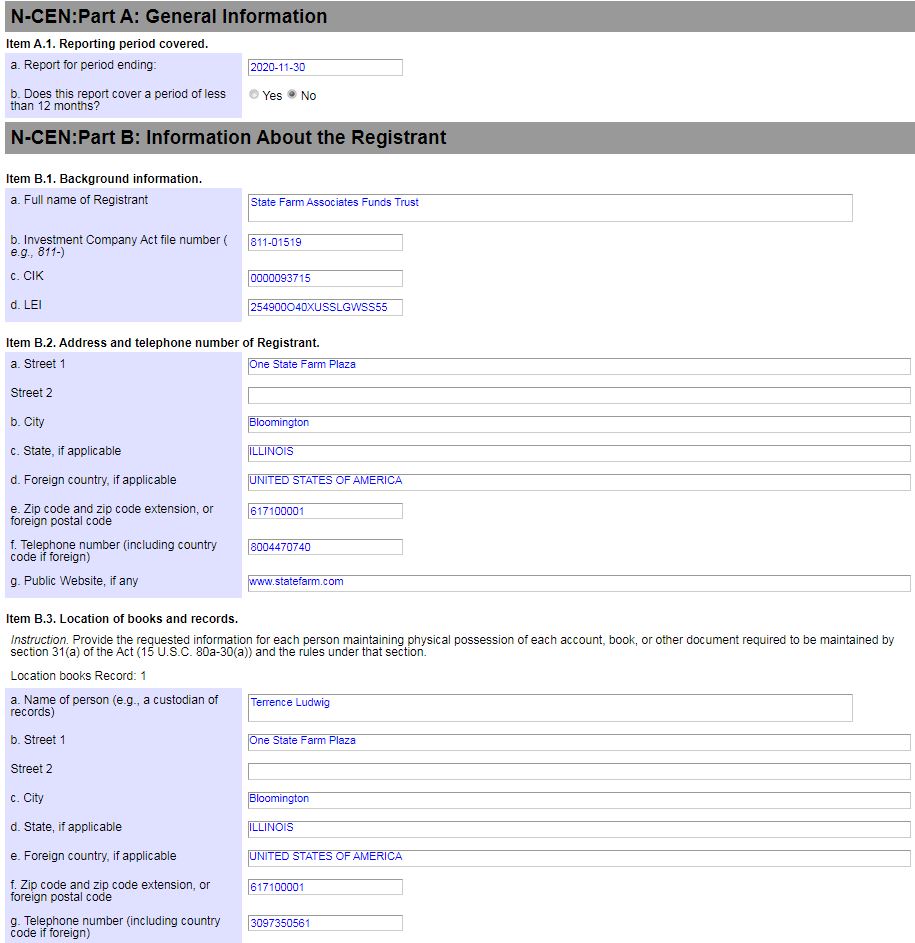 N-CEN:Part A: General Information
Item A.1. Reporting period covered.
a. Report for period ending:
2020-11-30
b. Does this report cover a period of less
than 12 months?
Yes No
N-CEN:Part B: Information About the Registrant
Item B.1. Background information.
a. Full name of Registrant
State Farm Associates Funds Trust
b. Investment Company Act file number (
e.g., 811-)
811-01519
c. CIK
0000093715
d. LEI
254900O40XUSSLGWSS55
Item B.2. Address and telephone number of Registrant.
a. Street 1
One State Farm Plaza
Street 2
b. City
Bloomington
c. State, if applicable
ILLINOIS
d. Foreign country, if applicable
UNITED STATES OF AMERICA
e. Zip code and zip code extension, or
foreign postal code
617100001
f. Telephone number (including country
code if foreign)
8004470740
g. Public Website, if any
www.statefarm.com
Item B.3. Location of books and records.
Instruction. Provide the requested information for each person maintaining physical possession of each account, book, or other document required to be maintained by
section 31(a) of the Act (15 U.S.C. 80a-30(a)) and the rules under that section.
Location books Record: 1
a. Name of person (e.g., a custodian of
records)
Terrence Ludwig
b. Street 1
One State Farm Plaza
Street 2
c. City
Bloomington
d. State, if applicable
ILLINOIS
e. Foreign country, if applicable
UNITED STATES OF AMERICA
f. Zip code and zip code extension, or
foreign postal code
617100001
g. Telephone number (including country
code if foreign)
3097350561